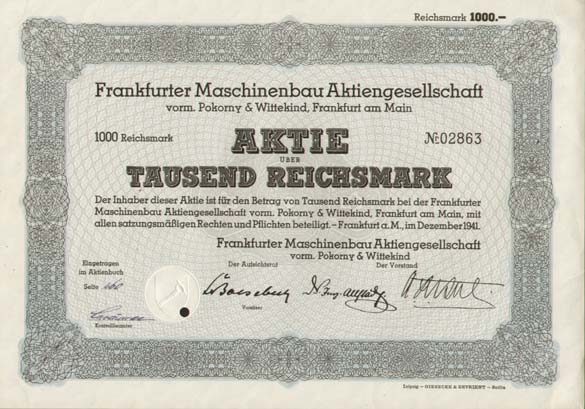 Reichsmark 1000.–
Frankfurter Maschinenbau Aktiengesellschaft
vorm. Pokorny & Wittekind, Frankfurt am Main
1000 Reichsmark AKTIE № 02863
ÜBER
TAUSEND REICHSMARK
Der Inhaber dieser Aktie ist für den Betrag von Tausend Reichsmark bei der Frankfurter
Maschinenbau Aktiengesellschaft vorm. Pokorny & Wittekind, Frankfurt am Main, mit
allen satzungsmäßigen Rechten und Pflichten beteiligt. – Frankfurt a. M., im Dezember 1941.
Frankfurter Maschinenbau Aktiengesellschaft
vorm. Pokorny & Wittekind
Eingetragen
im Aktienbuch
Der Aufsichtsrat
Der Vorstand
Seite
Vorsitzer
Kontrollbeamter
Leipzig – GIESECKE & DEVRIENT – Berlin